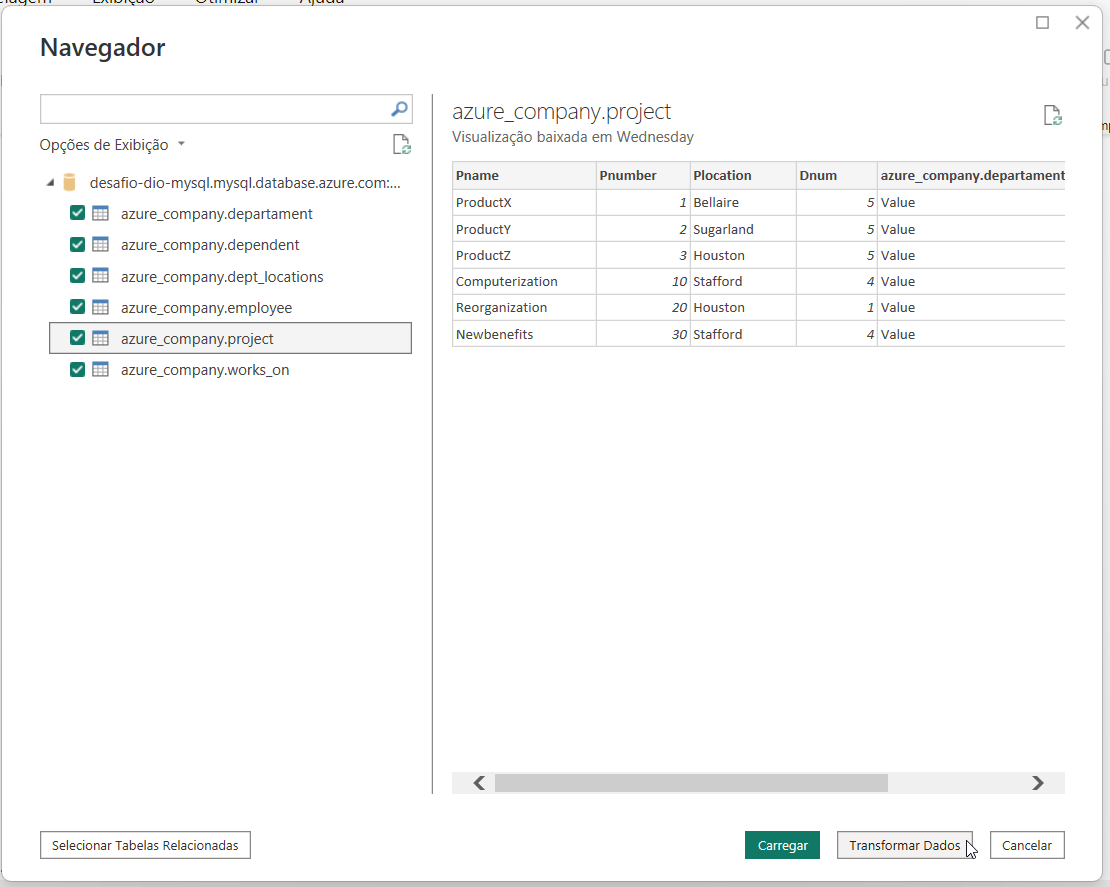 Exibição Otimizar Ajuda
Navegador
Opções de Exibição
desafio-dio-mysql.mysql.database.azure.com:...
azure_company.departament
azure_company.dependent
azure_company.dept_locations
azure_company.employee
azure_company.project
azure_company.works_on
azure_company.project
Visualização baixada em Wednesday
Pname Pnumber Plocation Dnum azure_company.departament
ProductX 1 Bellaire 5 Value
ProductY 2 Sugarland 5 Value
ProductZ 3 Houston 5 Value
Computerization 10 Stafford 4 Value
Reorganization 20 Houston 1 Value
Newbenefits 30 Stafford 4 Value
Selecionar Tabelas Relacionadas
Carregar
Transformar Dados
Cancelar